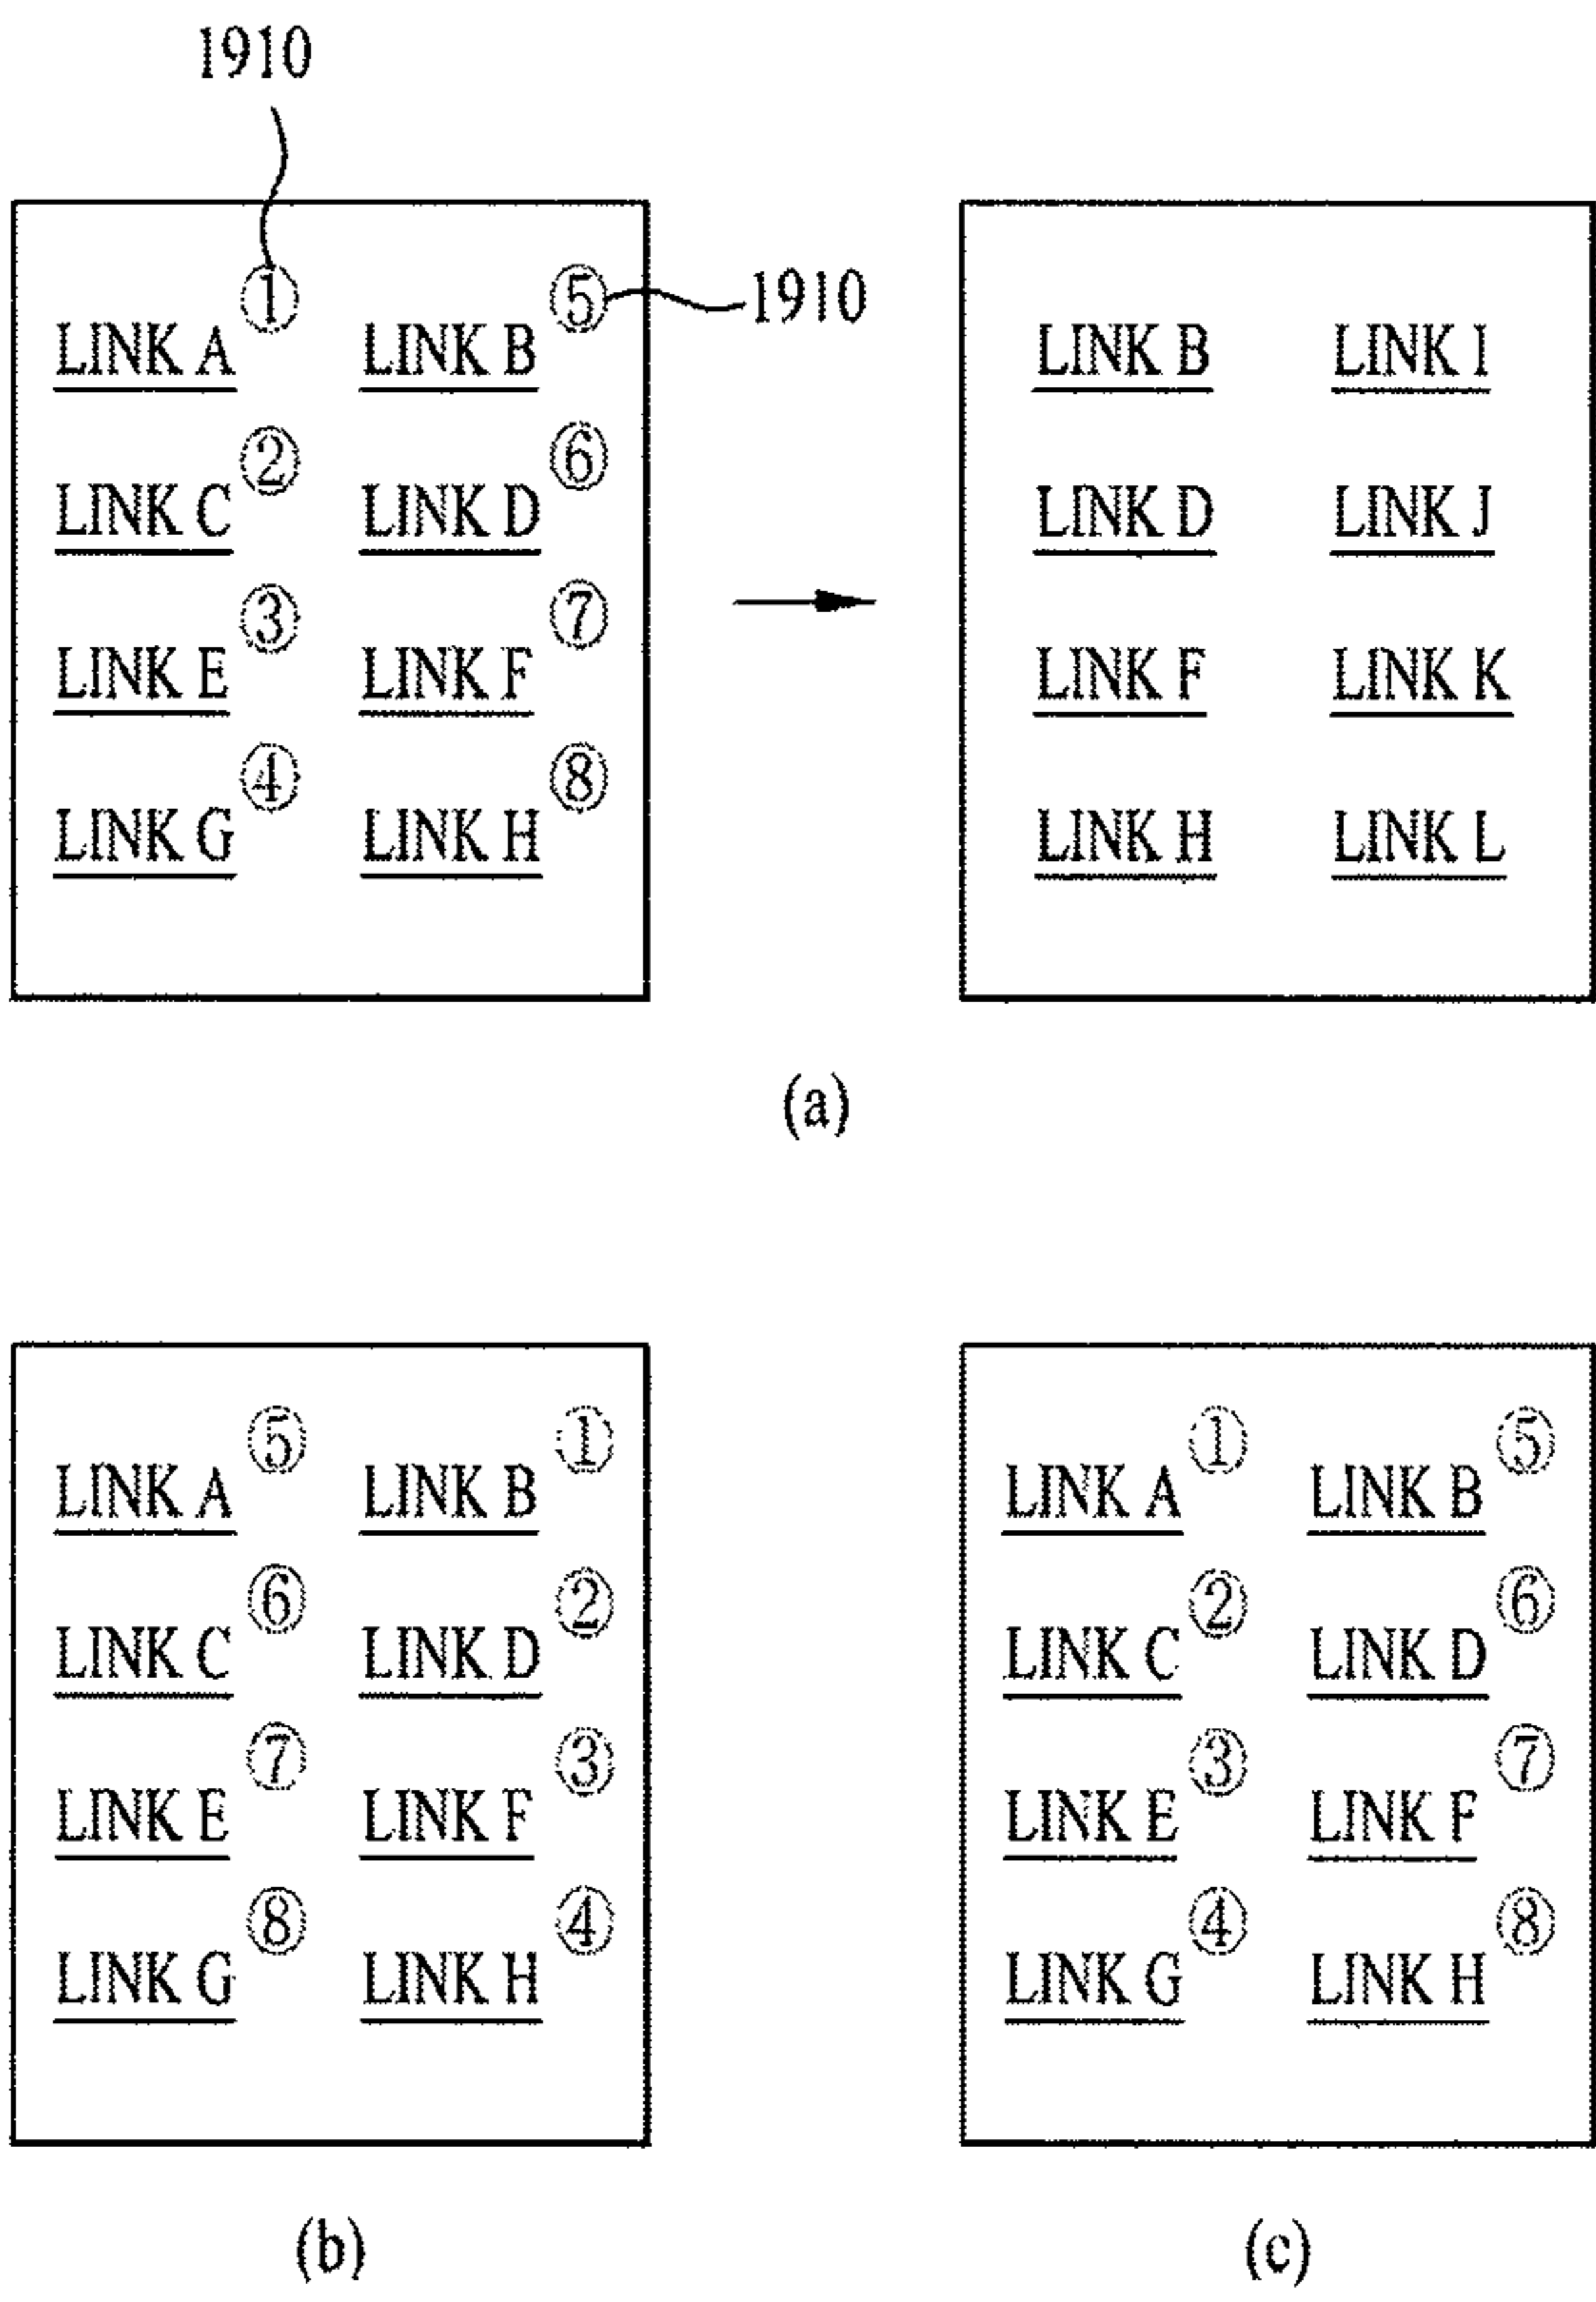 1910
① ⑤ 1910
LINK A LINK B LINK B LINK I
② ⑥
LINK C LINK D LINK D LINK J
③ ⑦
LINK E LINK F LINK F LINK K
④ ⑧
LINK G LINK H LINK H LINK L
(a)
⑤ ① ① ⑤
LINK A LINK B LINK A LINK B
⑥ ② ② ⑥
LINK C LINK D LINK C LINK D
⑦ ③ ③ ⑦
LINK E LINK F LINK E LINK F
⑧ ④ ④ ⑧
LINK G LINK H LINK G LINK H
(b) (c)